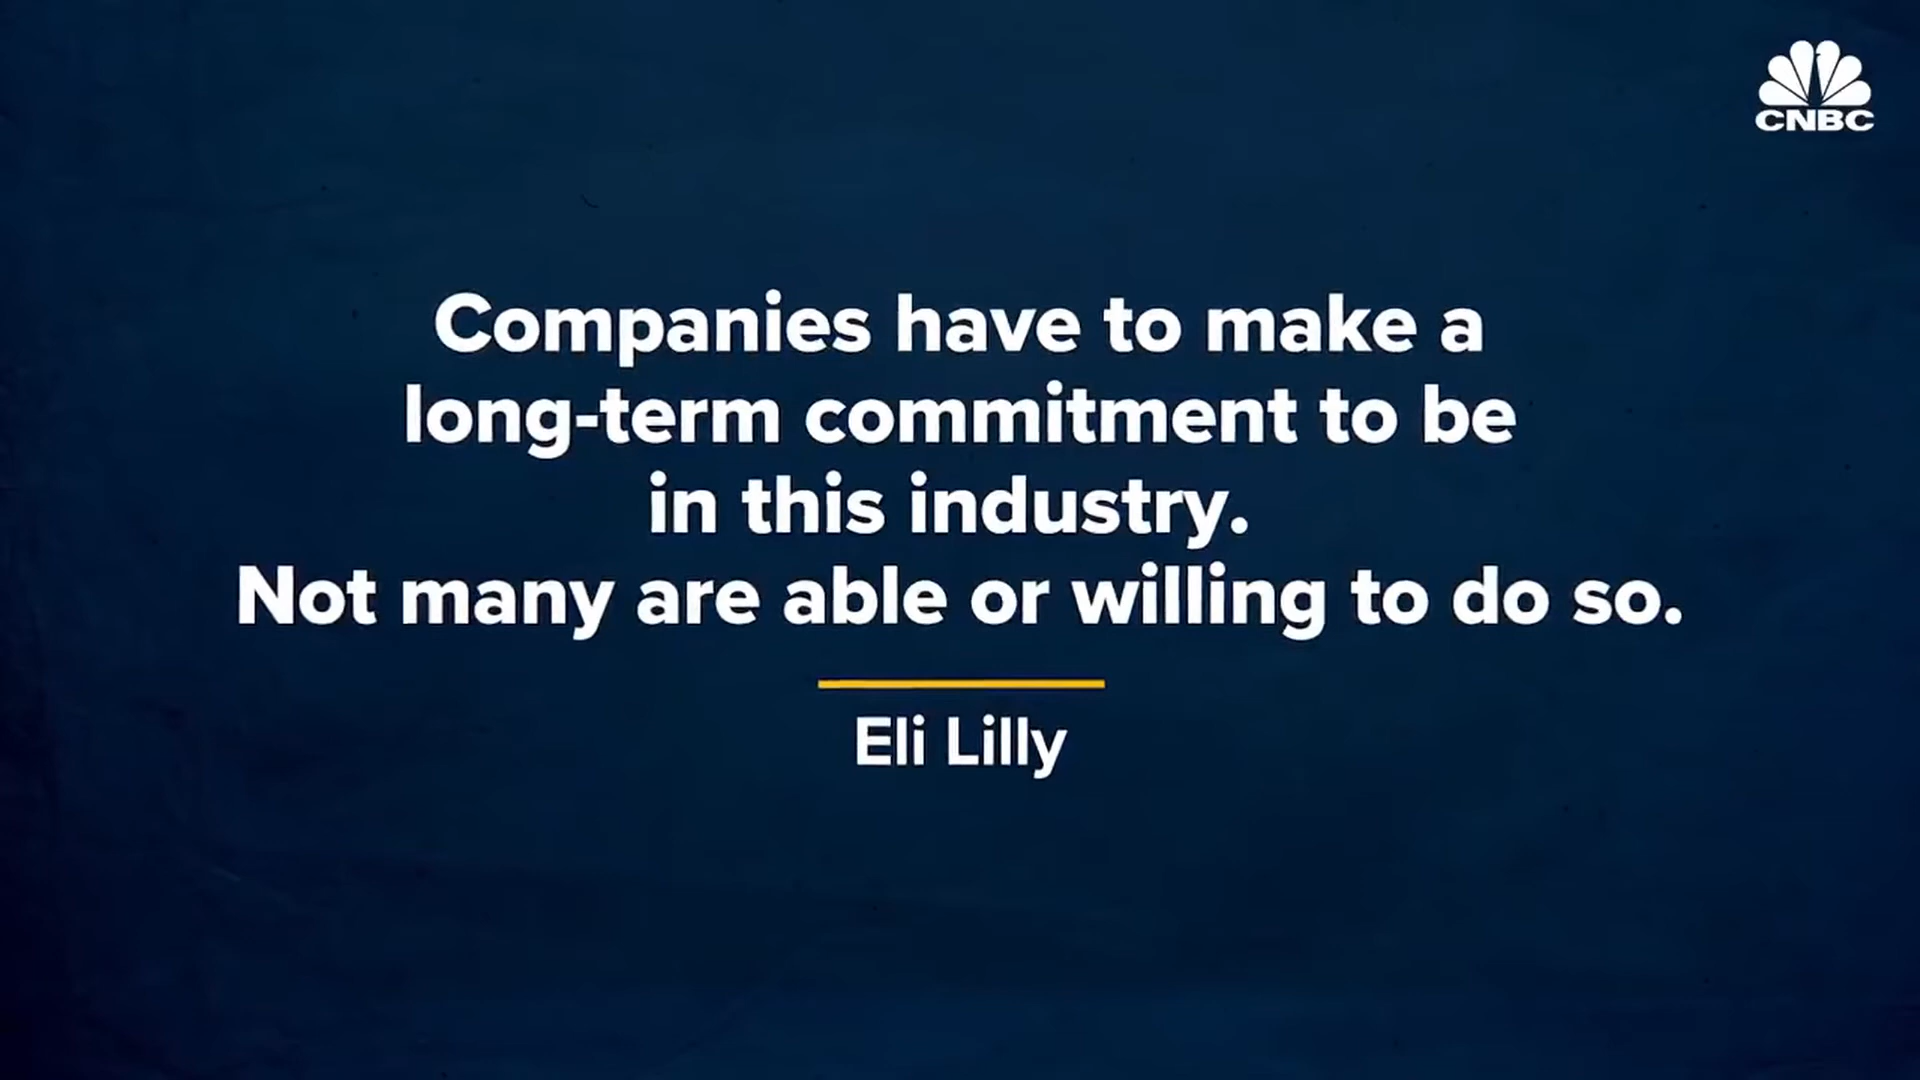 CNBC
Companies have to make a
long-term commitment to be
in this industry.
Not many are able or willing to do so.
Eli Lilly